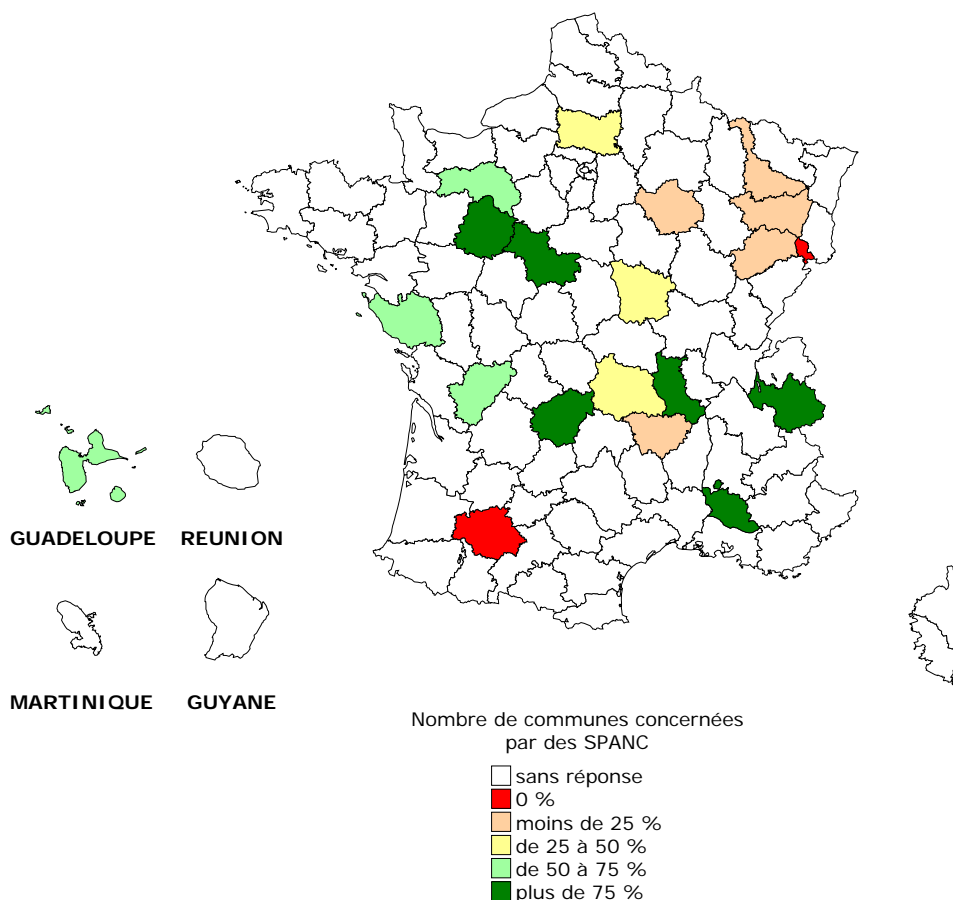 GUADELOUPE REUNION
MARTINIQUE GUYANE
Nombre de communes concernées
par des SPANC
sans réponse
0 %
moins de 25 %
de 25 à 50 %
de 50 à 75 %
plus de 75 %